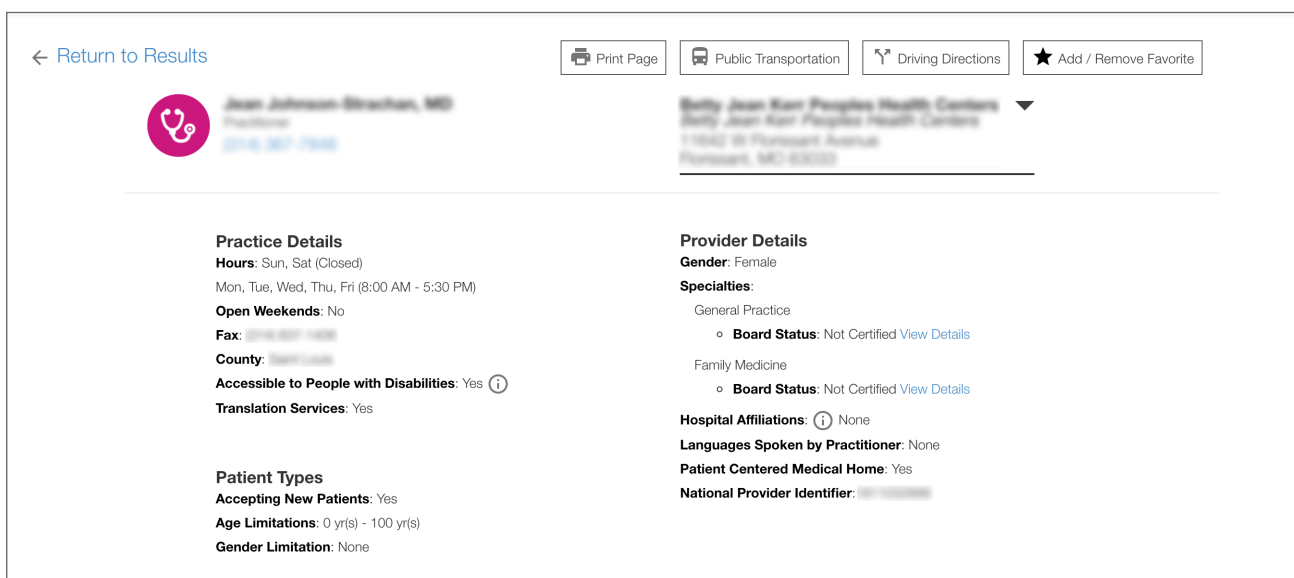 Return to Results
Print Page
Public Transportation
Driving Directions
Add / Remove Favorite
Practice Details
Hours: Sun, Sat (Closed)
Mon, Tue, Wed, Thu, Fri (8:00 AM - 5:30 PM)
Open Weekends: No
Fax:
County:
Accessible to People with Disabilities: Yes
Translation Services: Yes
Patient Types
Accepting New Patients: Yes
Age Limitations: 0 yr(s) - 100 yr(s)
Gender Limitation: None
Provider Details
Gender: Female
Specialties:
General Practice
Board Status: Not Certified View Details
Family Medicine
Board Status: Not Certified View Details
Hospital Affiliations: None
Languages Spoken by Practitioner: None
Patient Centered Medical Home: Yes
National Provider Identifier: